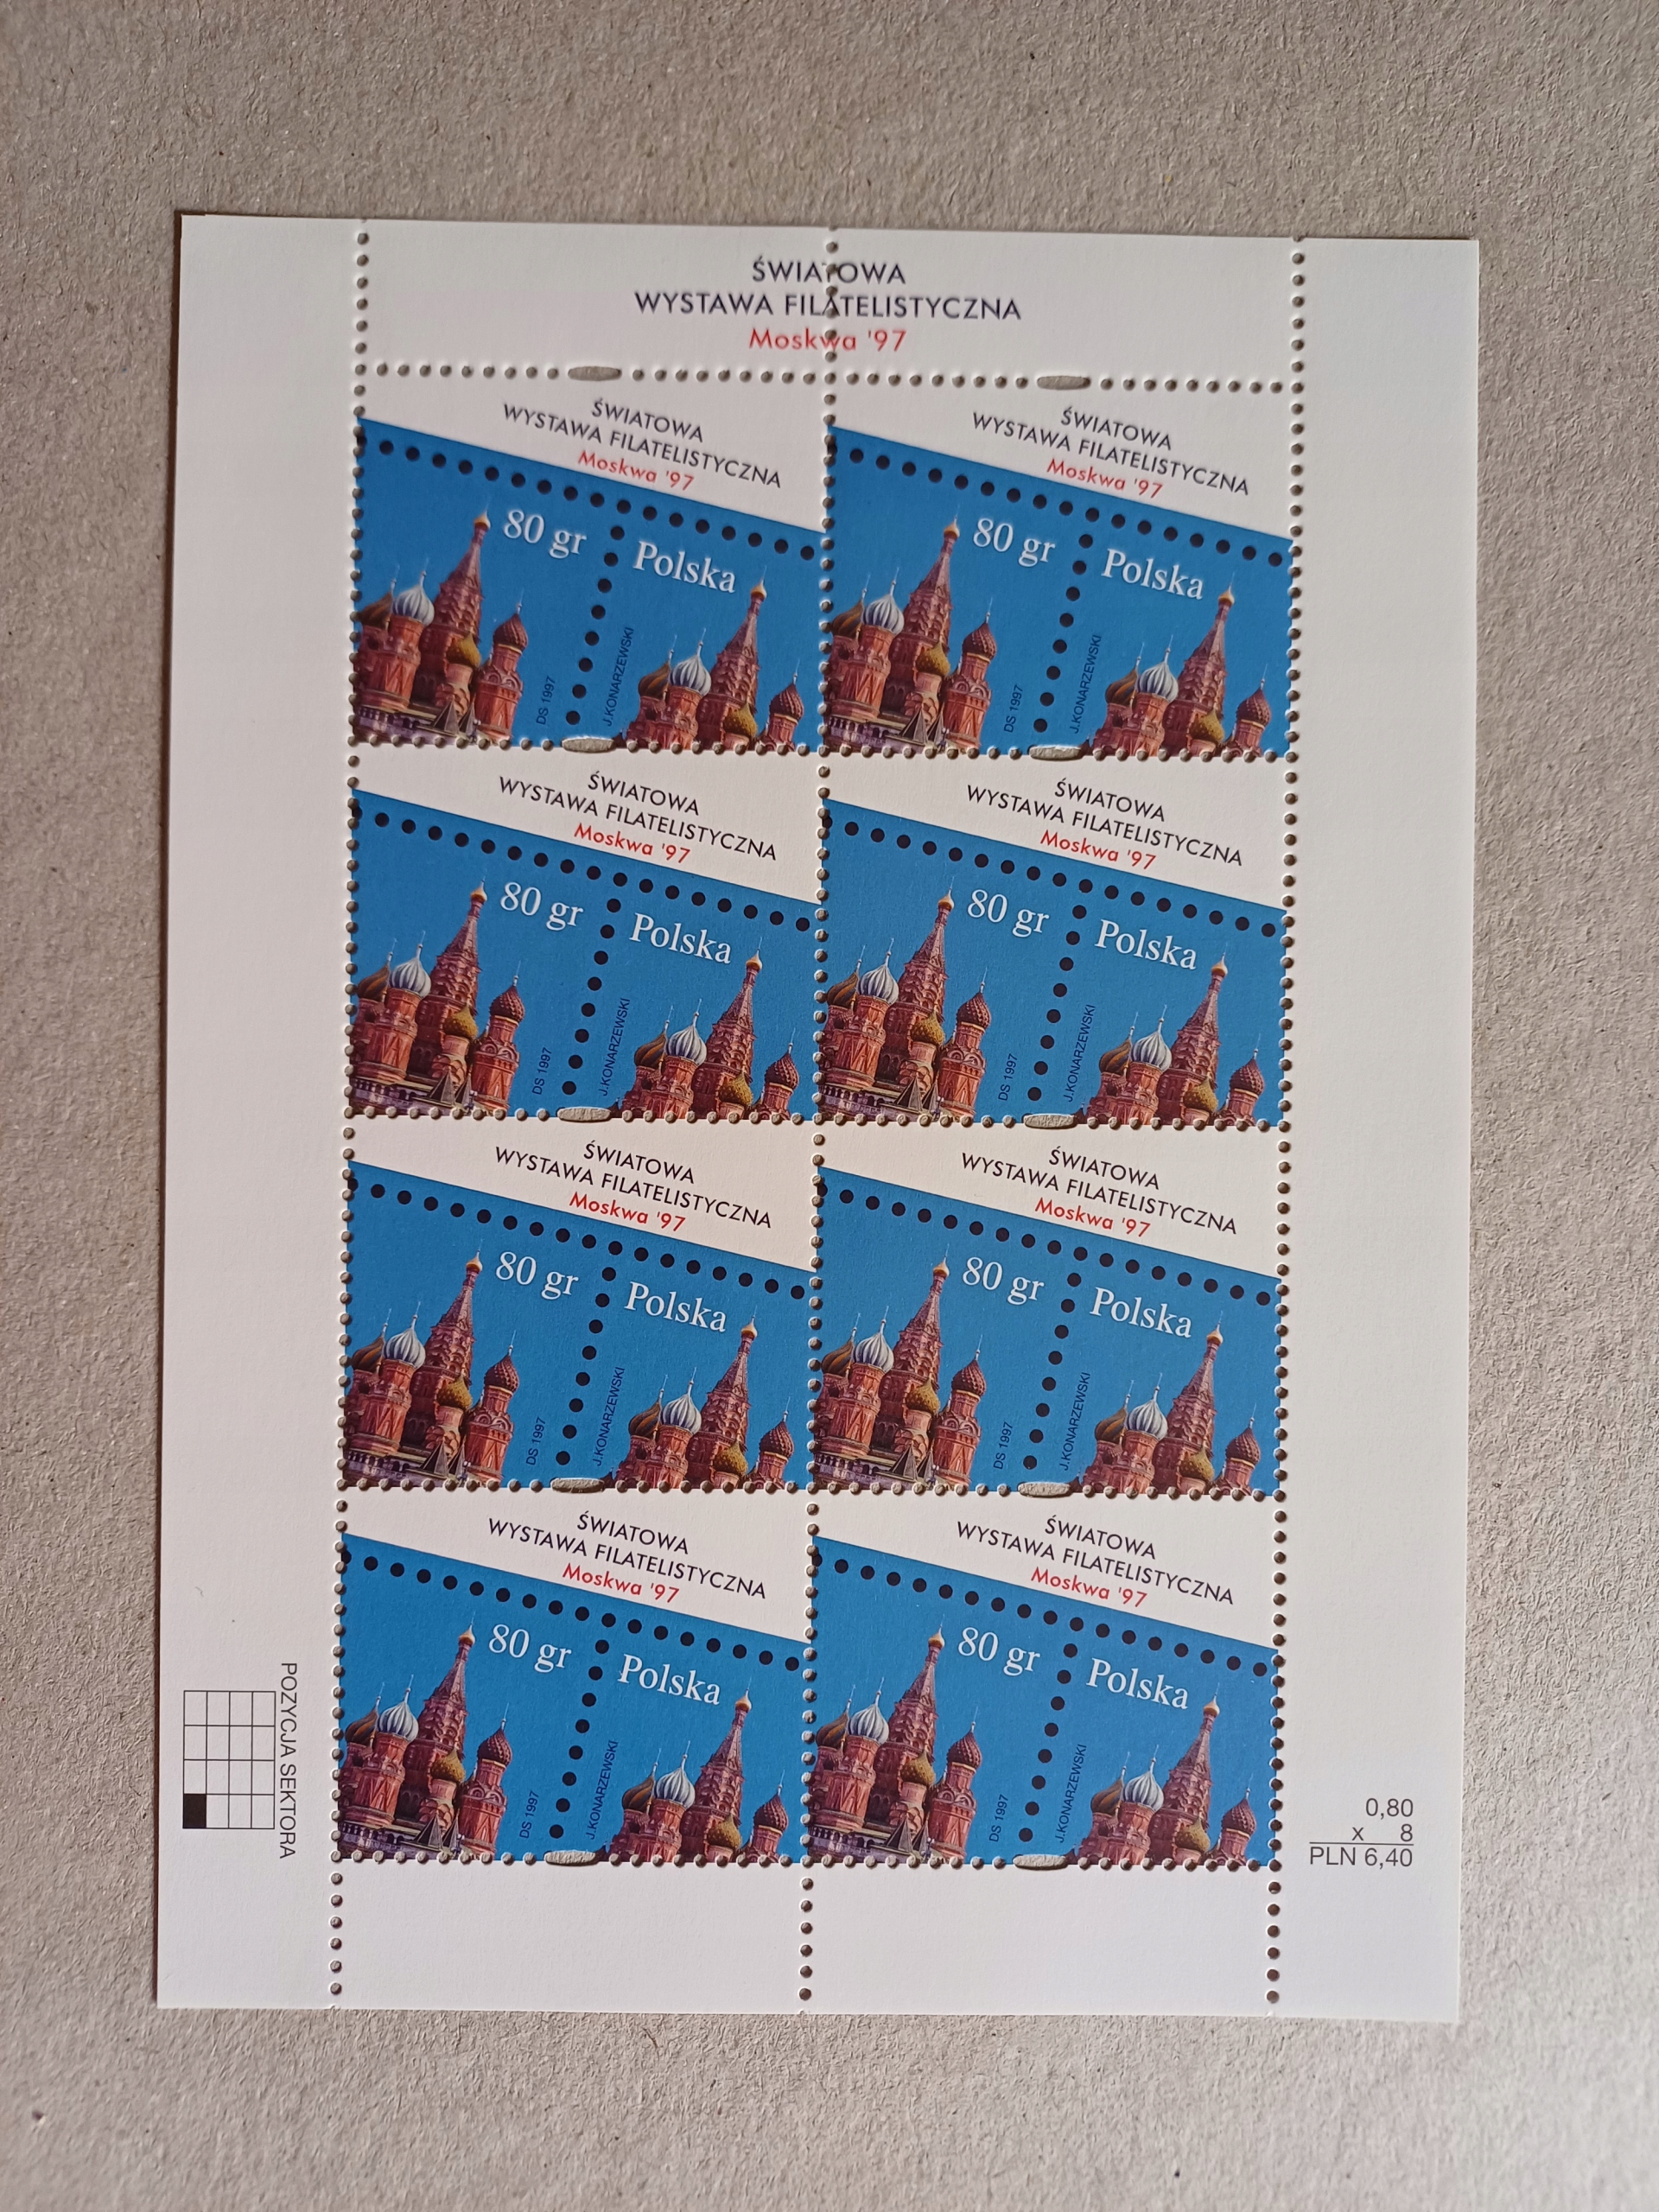 ŚWIATOWA
WYSTAWA FILATELISTYCZNA
Moskwa '97
ŚWIATOWA
WYSTAWA FILATELISTYCZNA
Moskwa '97
80 gr
Polska
DS 1997
J.KONARZEWSKI
ŚWIATOWA
WYSTAWA FILATELISTYCZNA
Moskwa '97
80 gr
Polska
DS 1997
J.KONARZEWSKI
ŚWIATOWA
WYSTAWA FILATELISTYCZNA
Moskwa '97
80 gr
Polska
DS 1997
J.KONARZEWSKI
ŚWIATOWA
WYSTAWA FILATELISTYCZNA
Moskwa '97
80 gr
Polska
DS 1997
J.KONARZEWSKI
ŚWIATOWA
WYSTAWA FILATELISTYCZNA
Moskwa '97
80 gr
Polska
DS 1997
J.KONARZEWSKI
ŚWIATOWA
WYSTAWA FILATELISTYCZNA
Moskwa '97
80 gr
Polska
DS 1997
J.KONARZEWSKI
ŚWIATOWA
WYSTAWA FILATELISTYCZNA
Moskwa '97
80 gr
Polska
DS 1997
J.KONARZEWSKI
ŚWIATOWA
WYSTAWA FILATELISTYCZNA
Moskwa '97
80 gr
Polska
DS 1997
J.KONARZEWSKI
POZYCJA SEKTORA
0,80
x 8
PLN 6,40